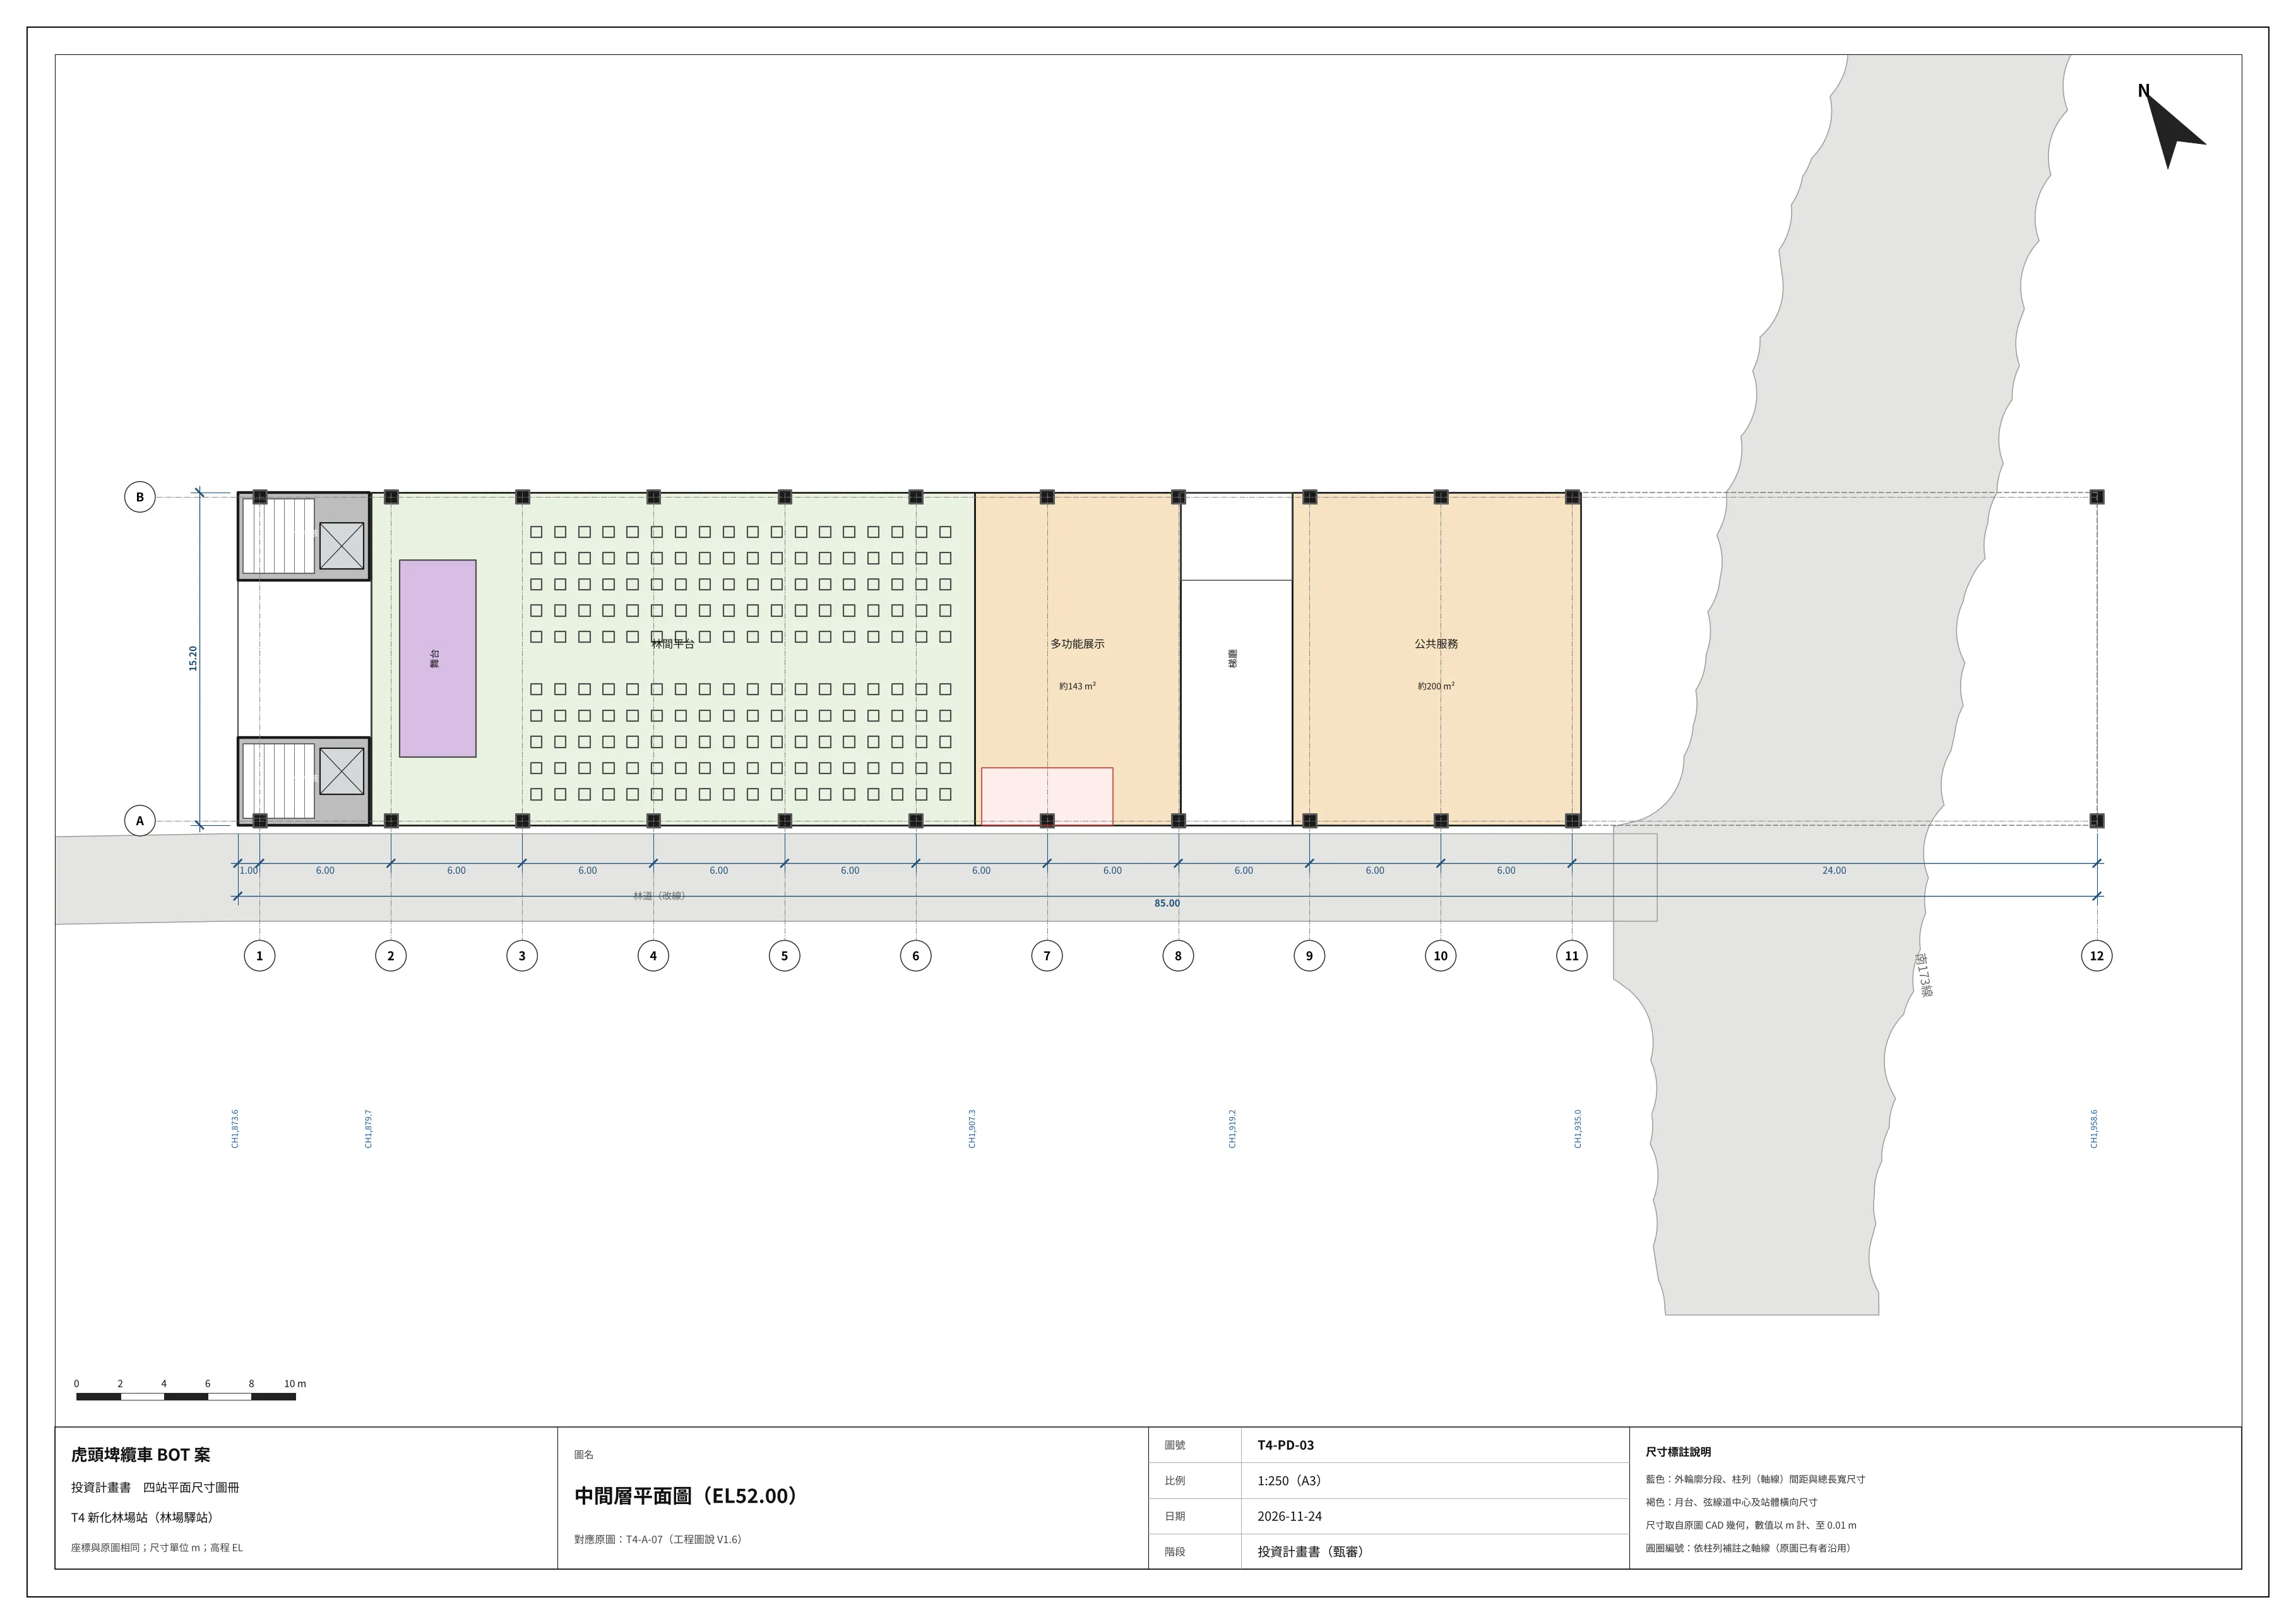 N
B
A
15.20
舞台
林間平台
多功能展示
約143 m²
梯廳
公共服務
約200 m²
1.00
6.00
6.00
6.00
6.00
6.00
6.00
6.00
6.00
6.00
6.00
24.00
林道（改線）
85.00
1
2
3
4
5
6
7
8
9
10
11
12
南173線
CH1,873.6
CH1,879.7
CH1,907.3
CH1,919.2
CH1,935.0
CH1,958.6
0 2 4 6 8 10 m
虎頭埤纜車 BOT 案
投資計畫書 四站平面尺寸圖冊
T4 新化林場站（林場驛站）
座標與原圖相同；尺寸單位 m；高程 EL
圖名
中間層平面圖（EL52.00）
對應原圖：T4-A-07（工程圖說 V1.6）
圖號 T4-PD-03
比例 1:250（A3）
日期 2026-11-24
階段 投資計畫書（甄審）
尺寸標註說明
藍色：外輪廓分段、柱列（軸線）間距與總長寬尺寸
褐色：月台、弦線道中心及站體橫向尺寸
尺寸取自原圖 CAD 幾何，數值以 m 計、至 0.01 m
圓圈編號：依柱列補註之軸線（原圖已有者沿用）